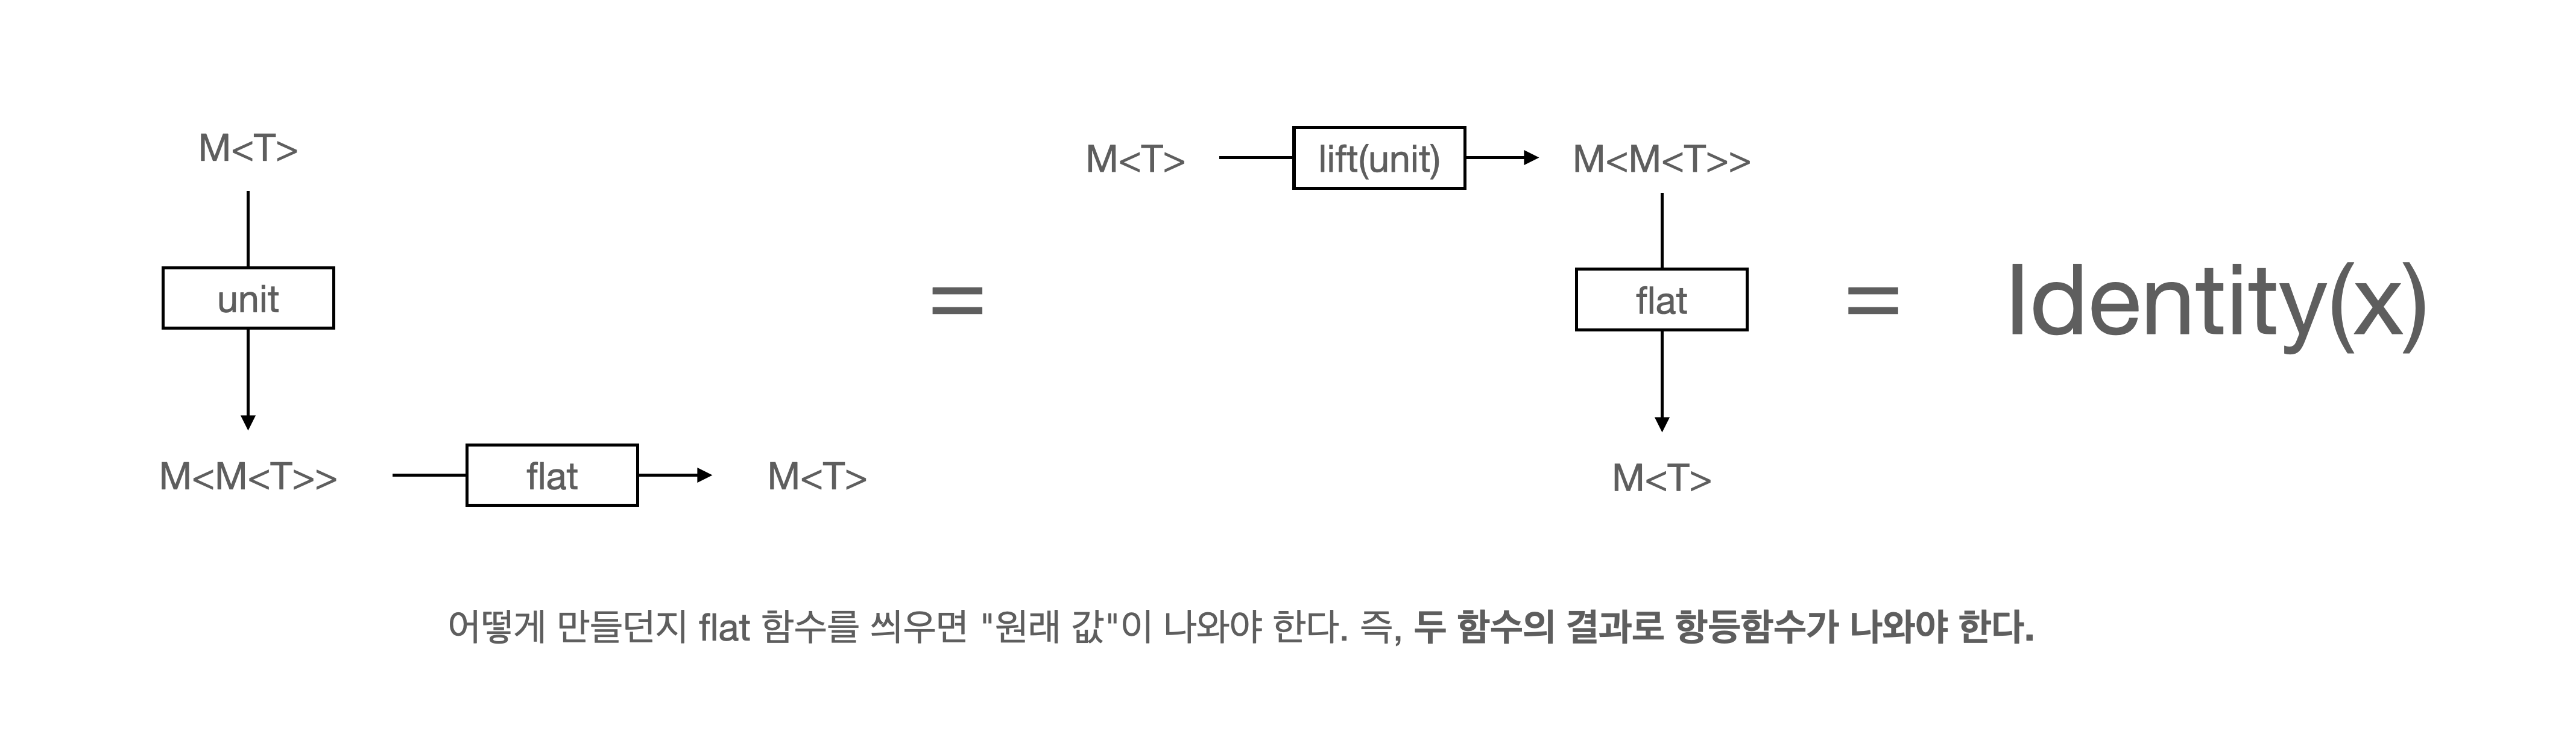 M<T>
unit
M<M<T>>
flat
M<T>
=
M<T>
lift(unit)
M<M<T>>
flat
M<T>
=
Identity(x)
어떻게 만들던지 flat 함수를 씌우면 "원래 값"이 나와야 한다. 즉, 두 함수의 결과로 항등함수가 나와야 한다.